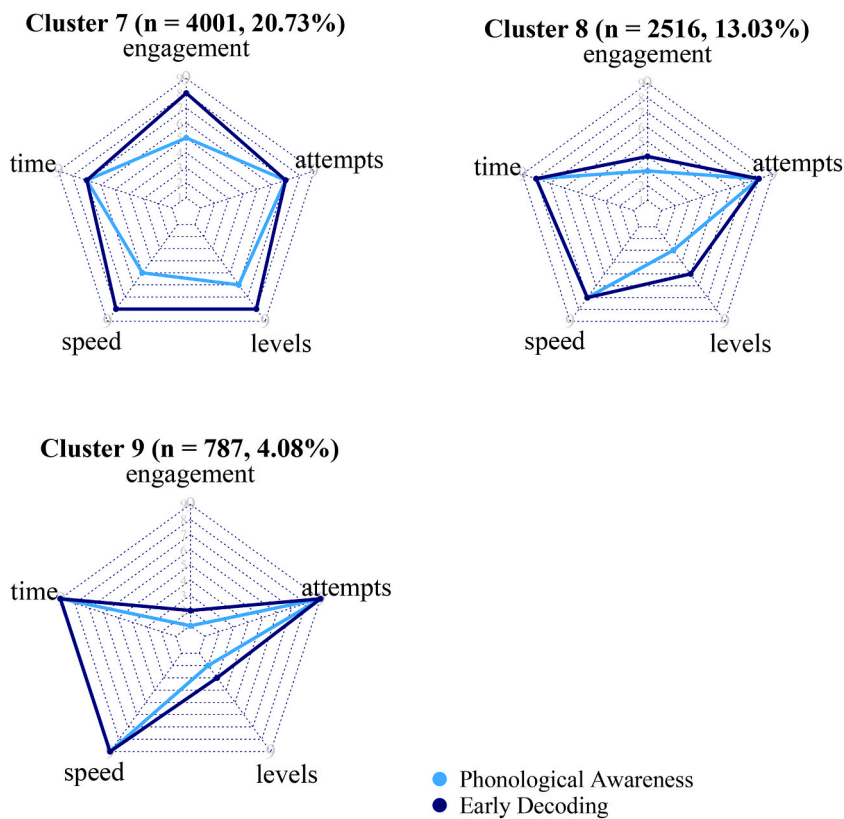 Cluster 7 (n = 4001, 20.73%)
engagement
attempts
levels
speed
time
Cluster 8 (n = 2516, 13.03%)
engagement
attempts
levels
speed
time
Cluster 9 (n = 787, 4.08%)
engagement
attempts
levels
speed
time
Phonological Awareness
Early Decoding